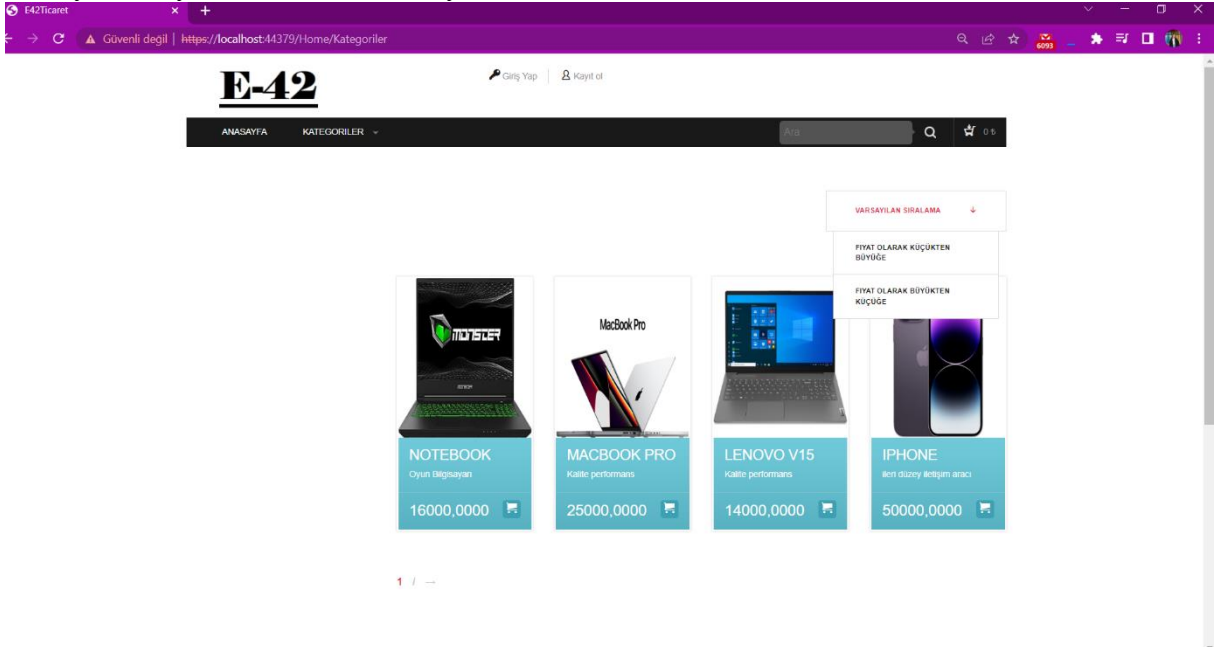 E42Ticaret
Güvenli değil | https://localhost:44379/Home/Kategoriler
6093
E-42
Giriş Yap
Kayıt ol
ANASAYFA KATEGORILER
Ara
0 ₺
VARSAYILAN SIRALAMA
FIYAT OLARAK KÜÇÜKTEN
BÜYÜĞE
FIYAT OLARAK BÜYÜKTEN
KÜÇÜĞE
MONSTER
MacBook Pro
NOTEBOOK
Oyun Bilgisayarı
16000,0000
MACBOOK PRO
Kalite performans
25000,0000
LENOVO V15
Kalite performans
14000,0000
IPHONE
ileri düzey iletişim aracı
50000,0000
1 / →